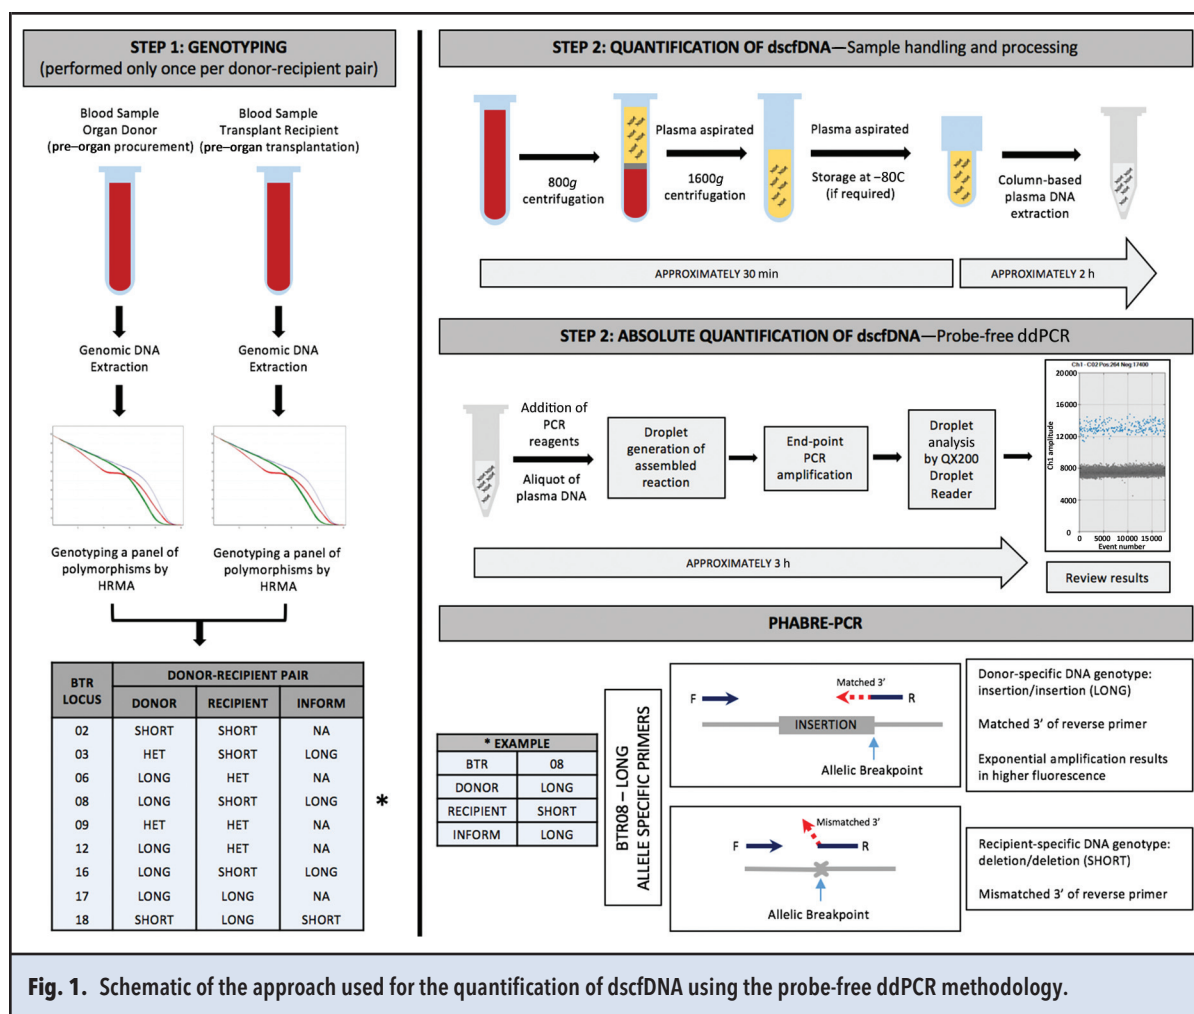 STEP 1: GENOTYPING
(performed only once per donor-recipient pair)
Blood Sample
Organ Donor
(pre–organ procurement)
Blood Sample
Transplant Recipient
(pre–organ transplantation)
Genomic DNA
Extraction
Genomic DNA
Extraction
Genotyping a panel of
polymorphisms by
HRMA
Genotyping a panel of
polymorphisms by
HRMA
BTR LOCUS DONOR-RECIPIENT PAIR
DONOR RECIPIENT INFORM
02 SHORT SHORT NA
03 HET SHORT LONG
06 LONG HET NA
08 LONG SHORT LONG *
09 HET HET NA
12 LONG HET NA
16 LONG SHORT LONG
17 LONG LONG NA
18 SHORT LONG SHORT
STEP 2: QUANTIFICATION OF dscfDNA—Sample handling and processing
800g
centrifugation
Plasma aspirated
1600g
centrifugation
Plasma aspirated
Storage at –80C
(if required)
Column-based
plasma DNA
extraction
APPROXIMATELY 30 min
APPROXIMATELY 2 h
STEP 2: ABSOLUTE QUANTIFICATION OF dscfDNA—Probe-free ddPCR
Addition of
PCR
reagents
Aliquot of
plasma DNA
Droplet
generation of
assembled
reaction
End-point
PCR
amplification
Droplet
analysis
by QX200
Droplet
Reader
Ch1 - C02 Pos:264 Neg:17400
Ch1 amplitude
20000
16000
12000
8000
4000
0
0 5000 10000 15000
Event number
APPROXIMATELY 3 h
Review results
PHABRE-PCR
* EXAMPLE
BTR 08
DONOR LONG
RECIPIENT SHORT
INFORM LONG
BTR08 – LONG
ALLELE SPECIFIC PRIMERS
Matched 3’
F
R
INSERTION
Allelic Breakpoint
Donor-specific DNA genotype:
insertion/insertion (LONG)
Matched 3’ of reverse primer
Exponential amplification results
in higher fluorescence
Mismatched 3’
F
R
Allelic Breakpoint
Recipient-specific DNA genotype:
deletion/deletion (SHORT)
Mismatched 3’ of reverse primer
Fig. 1. Schematic of the approach used for the quantification of dscfDNA using the probe-free ddPCR methodology.